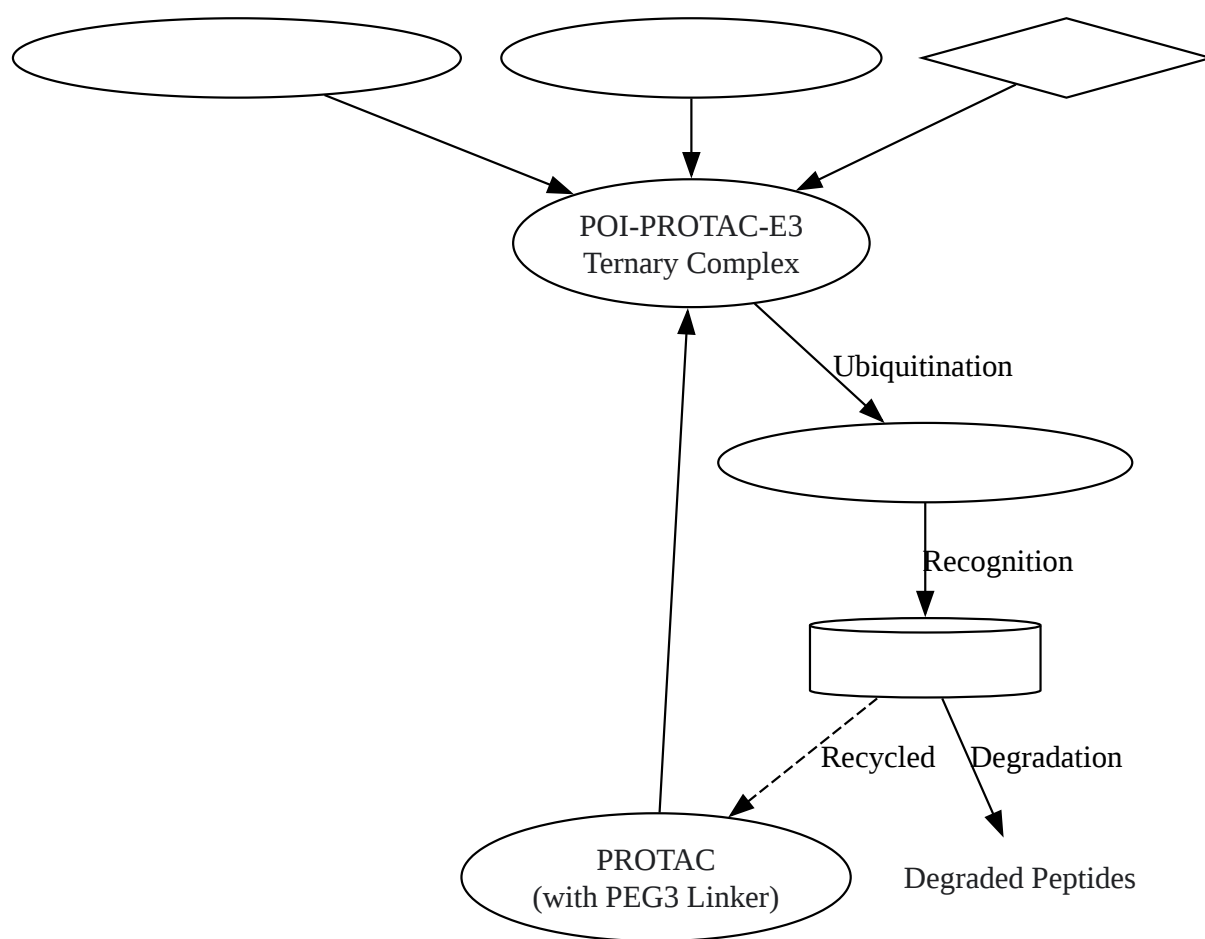 POI-PROTAC-E3
Ternary Complex
Ubiquitination
Recognition
Recycled
Degradation
PROTAC
(with PEG3 Linker)
Degraded Peptides